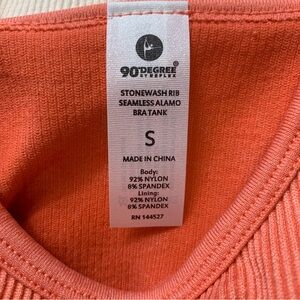 90°DEGREE
BY REFLEX
STONEWASH RIB
SEAMLESS ALAMO
BRA TANK
S
MADE IN CHINA
Body:
92% NYLON
8% SPANDEX
Lining:
92% NYLON
8% SPANDEX
RN 144527